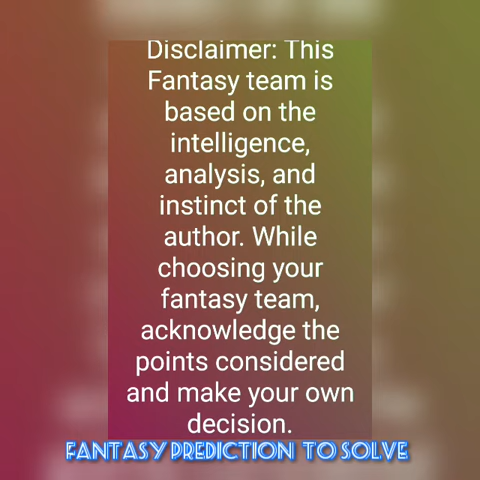 Disclaimer: This
Fantasy team is
based on the
intelligence,
analysis, and
instinct of the
author. While
choosing your
fantasy team,
acknowledge the
points considered
and make your own
decision.
FANTASY PREDICTION TO SOLVE